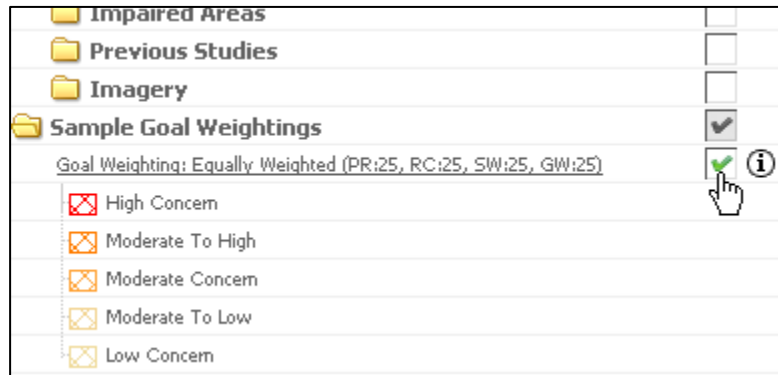 Impaired Areas
Previous Studies
Imagery
Sample Goal Weightings
Goal Weighting: Equally Weighted (PR:25, RC:25, SW:25, GW:25)
High Concern
Moderate To High
Moderate Concern
Moderate To Low
Low Concern